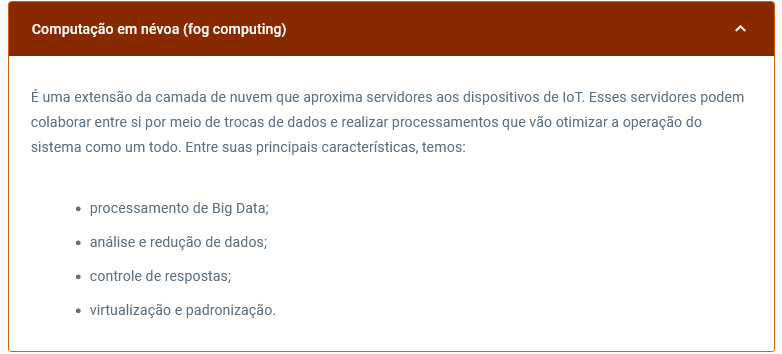 Computação em névoa (fog computing)
É uma extensão da camada de nuvem que aproxima servidores aos dispositivos de IoT. Esses servidores podem
colaborar entre si por meio de trocas de dados e realizar processamentos que vão otimizar a operação do
sistema como um todo. Entre suas principais características, temos:
• processamento de Big Data;
• análise e redução de dados;
• controle de respostas;
• virtualização e padronização.